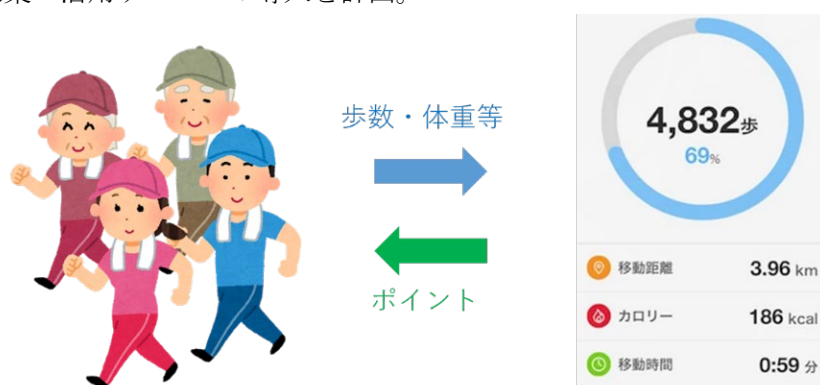 歩数・体重等
ポイント
4,832歩
69%
移動距離 3.96 km
カロリー 186 kcal
移動時間 0:59 分